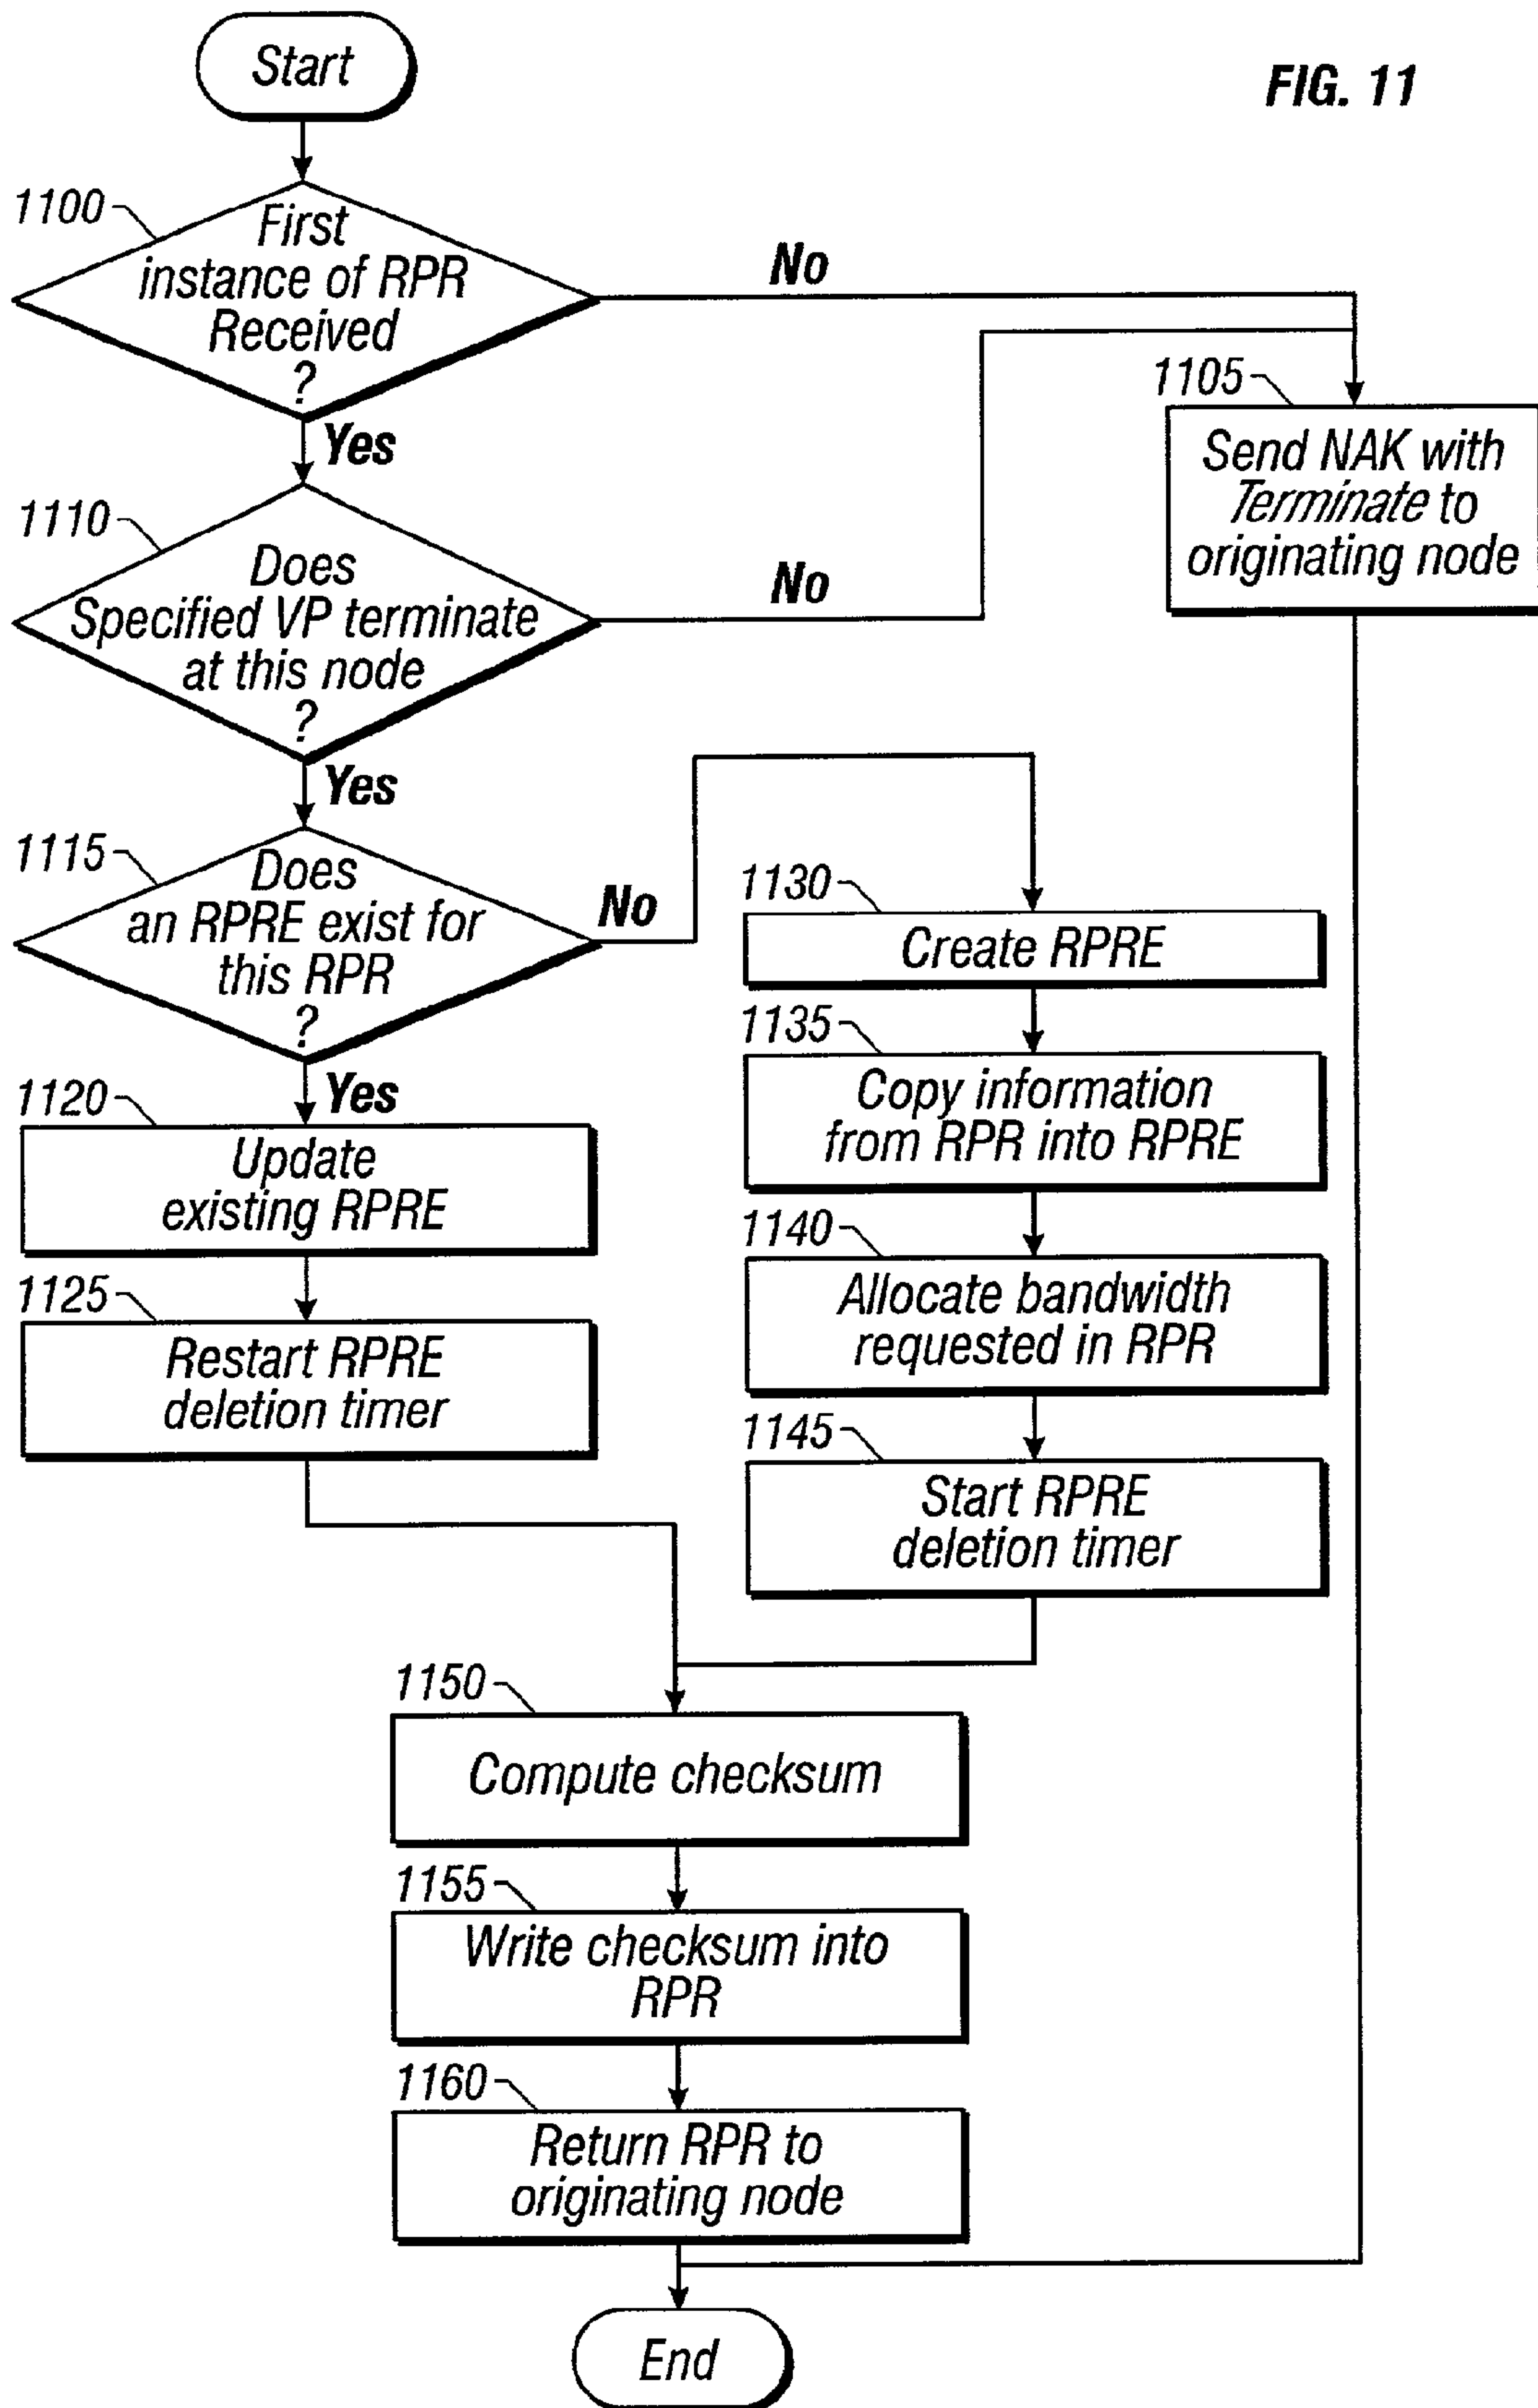 Start
FIG. 11
1100
First
instance of RPR
Received
?
No
Yes
1105
Send NAK with
Terminate to
originating node
1110
Does
Specified VP terminate
at this node
?
No
Yes
1115
Does
an RPRE exist for
this RPR
?
No
Yes
1120
Update
existing RPRE
1125
Restart RPRE
deletion timer
1130
Create RPRE
1135
Copy information
from RPR into RPRE
1140
Allocate bandwidth
requested in RPR
1145
Start RPRE
deletion timer
1150
Compute checksum
1155
Write checksum into
RPR
1160
Return RPR to
originating node
End